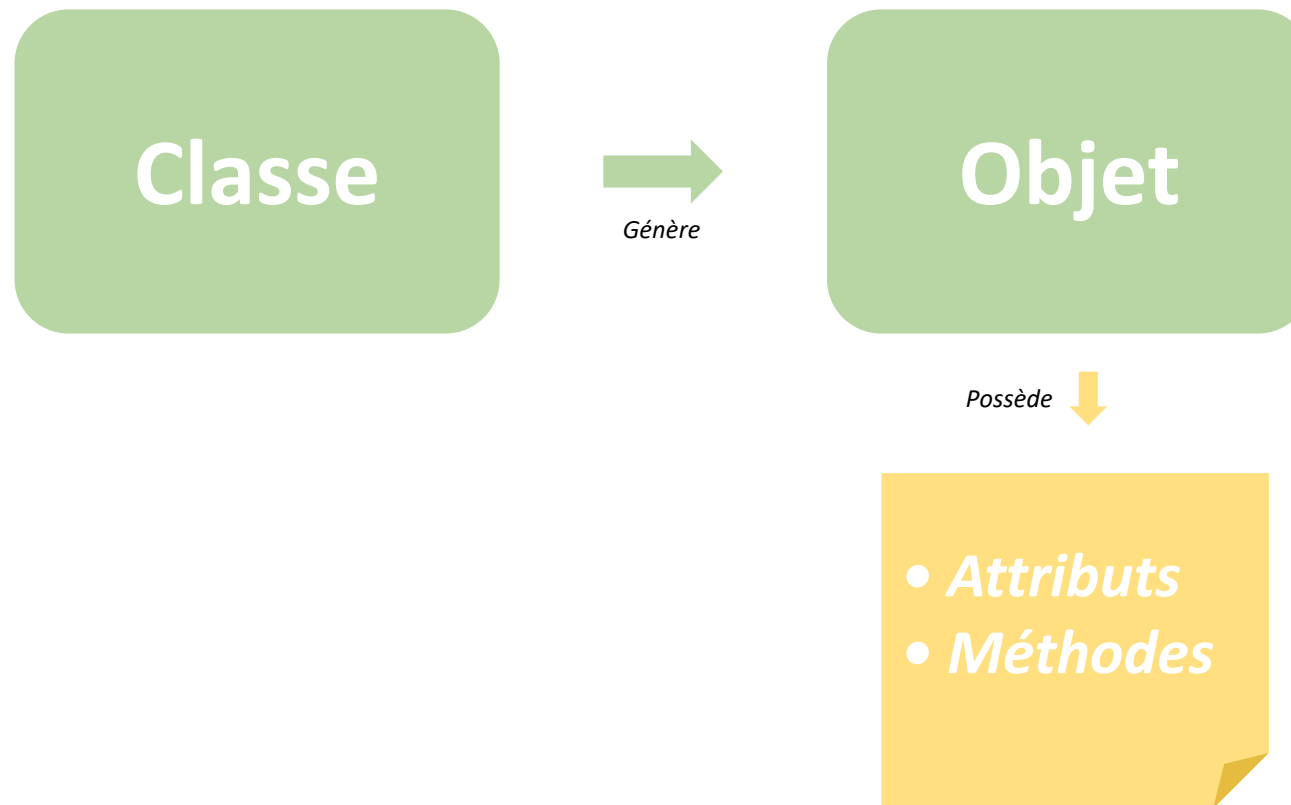 Classe
Objet
Génère
Possède
• Attributs
• Méthodes